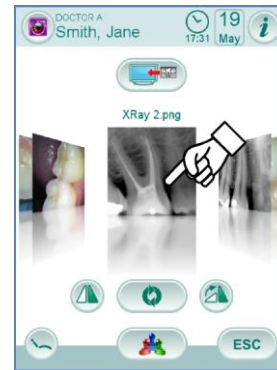 DOCTOR A
Smith, Jane
17:31
19
May
i
XRay 2.png
ESC